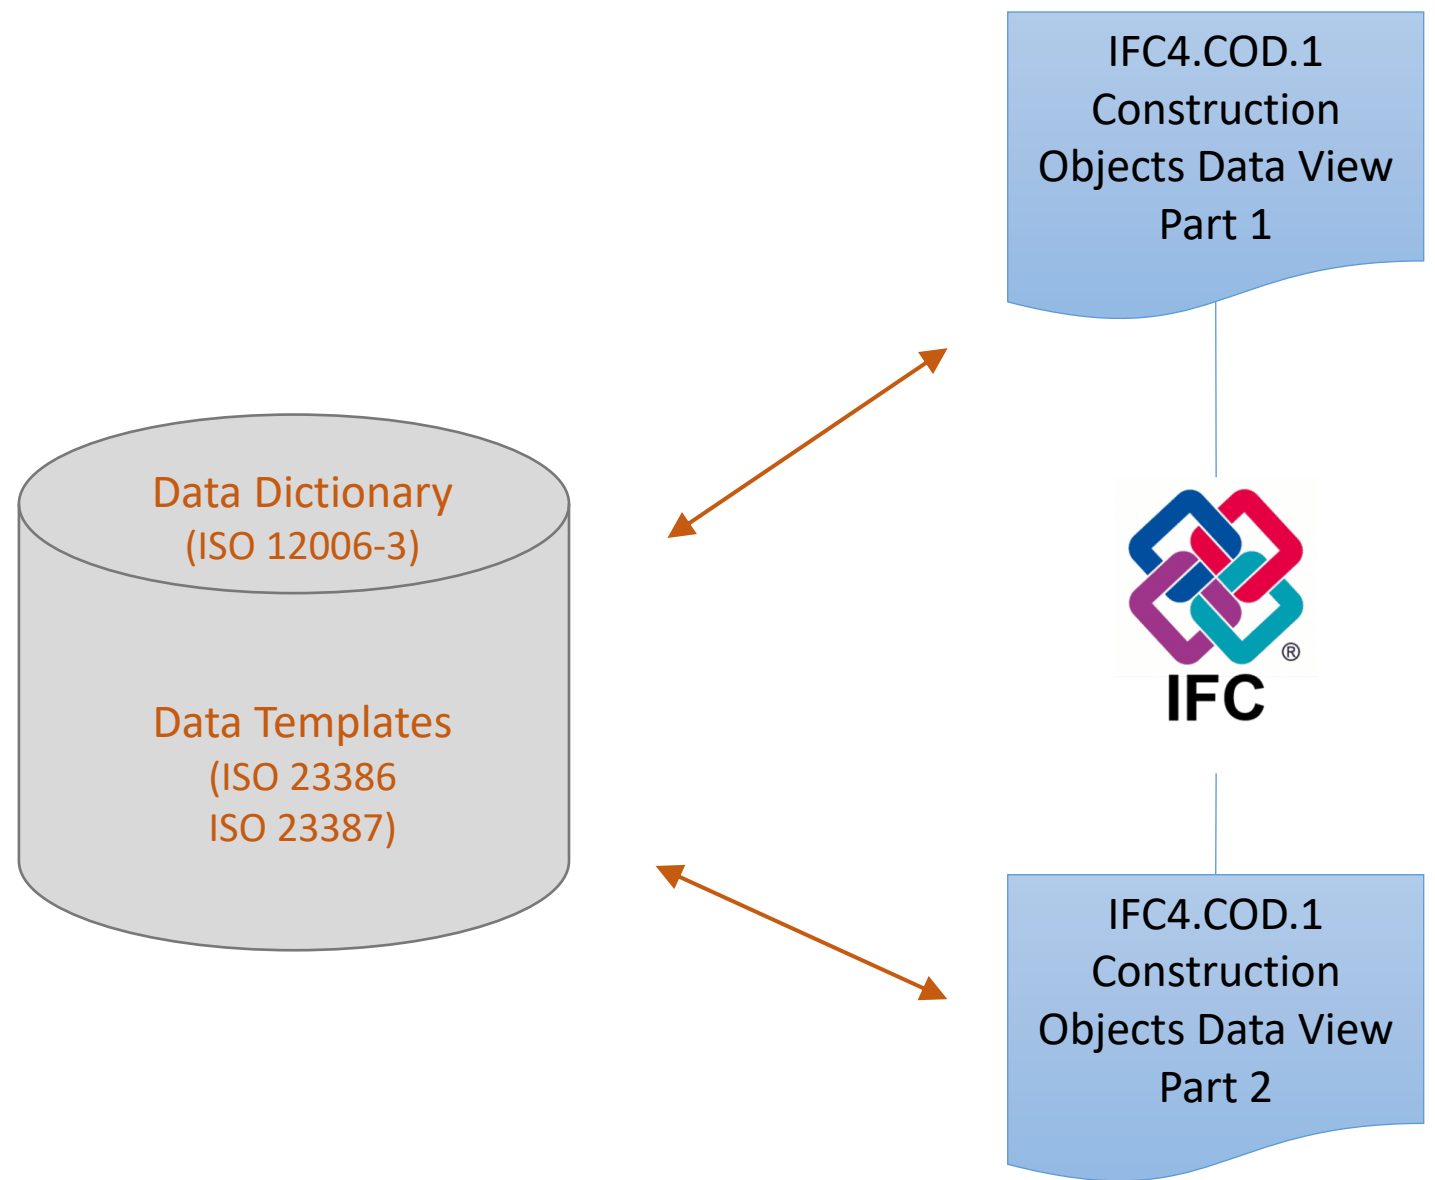 IFC4.COD.1
Construction
Objects Data View
Part 1
Data Dictionary
(ISO 12006-3)
Data Templates
(ISO 23386
ISO 23387)
®
IFC
IFC4.COD.1
Construction
Objects Data View
Part 2